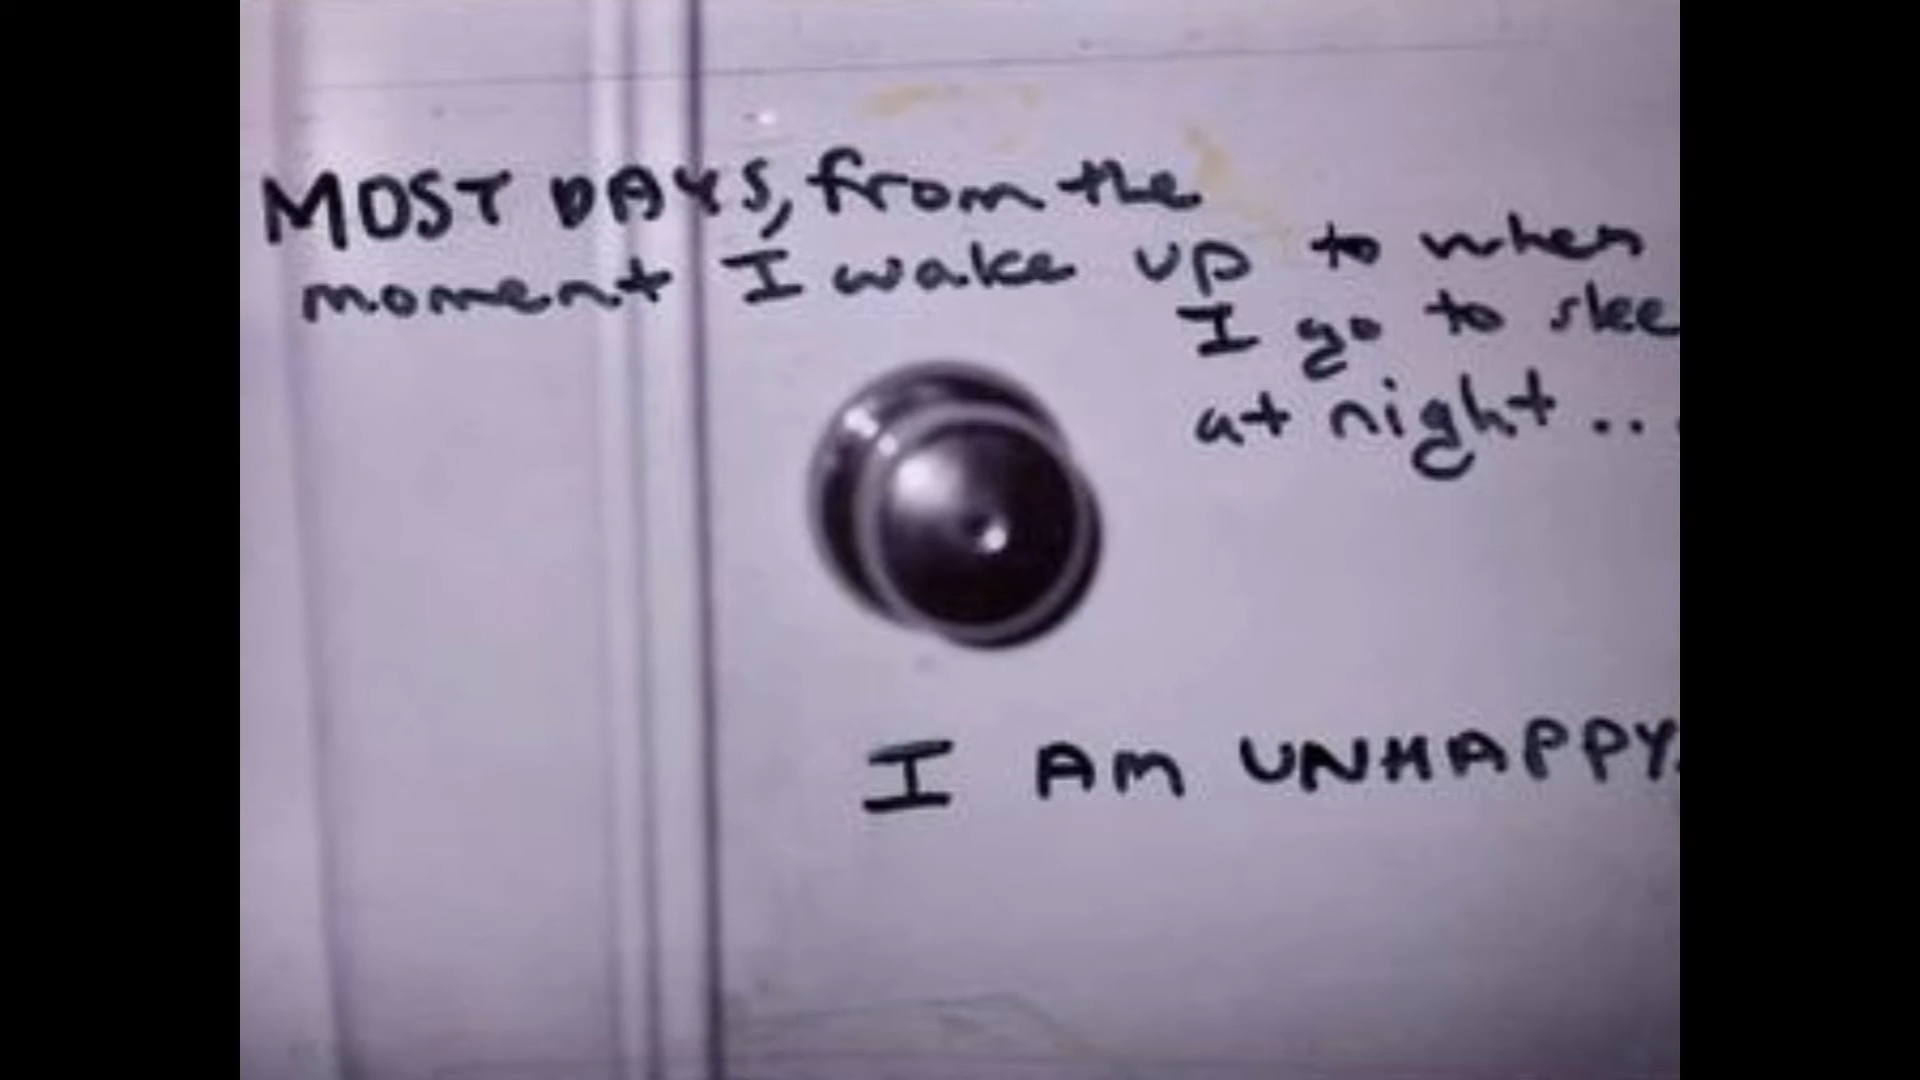 MOST DAYS, from the
moment I wake up to when
I go to slee
at night...
I AM UNHAPPY.